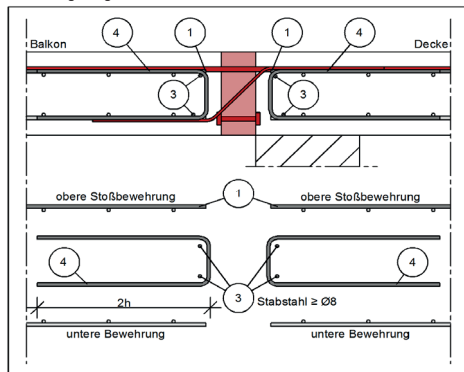 4 1 1 4
Balkon Decke
3 3
obere Stoßbewehrung 1 obere Stoßbewehrung
4 3 4
2h Stabstahl ≥ Ø8
untere Bewehrung untere Bewehrung